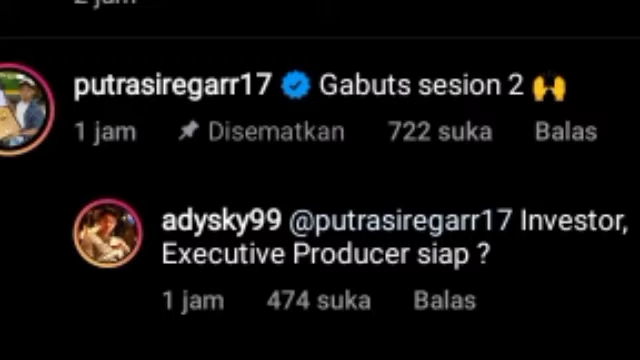 2 jam
putrasiregarr17 Gabuts sesion 2 🙌
1 jam Disematkan 722 suka Balas
adysky99 @putrasiregarr17 Investor,
Executive Producer siap ?
1 jam 474 suka Balas